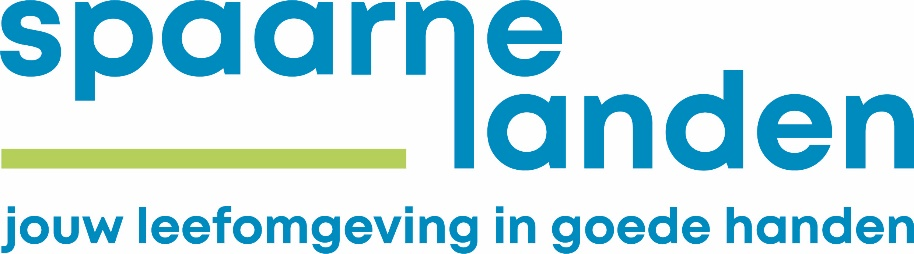 spaarne
landen
jouw leefomgeving in goede handen